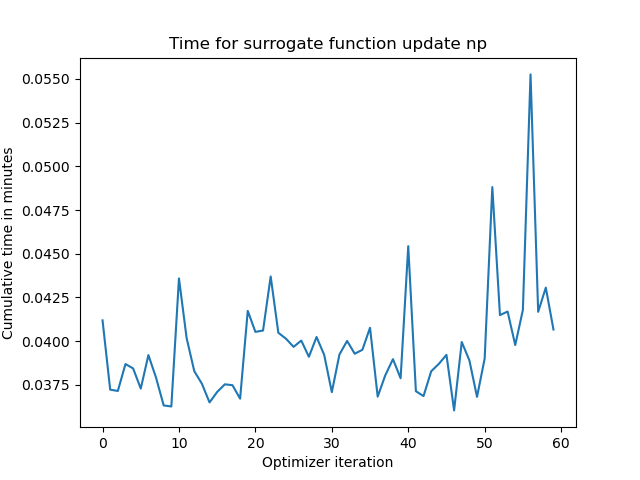 Time for surrogate function update np
0.0550
0.0525
0.0500
0.0475
0.0450
0.0425
0.0400
0.0375
Cumulative time in minutes
0 10 20 30 40 50 60
Optimizer iteration